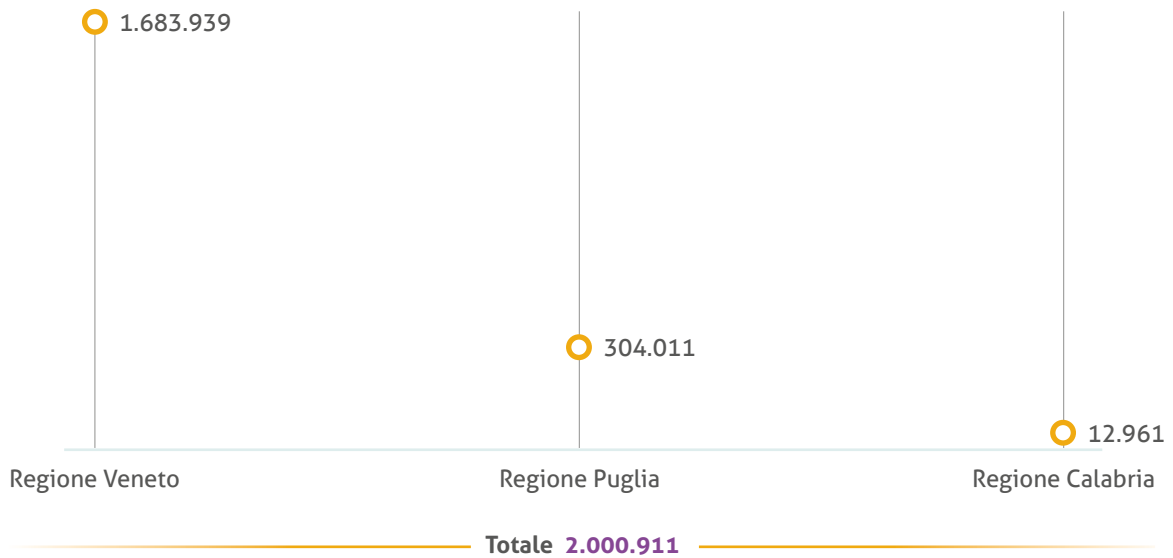 1.683.939
304.011
12.961
Regione Veneto Regione Puglia Regione Calabria
Totale 2.000.911